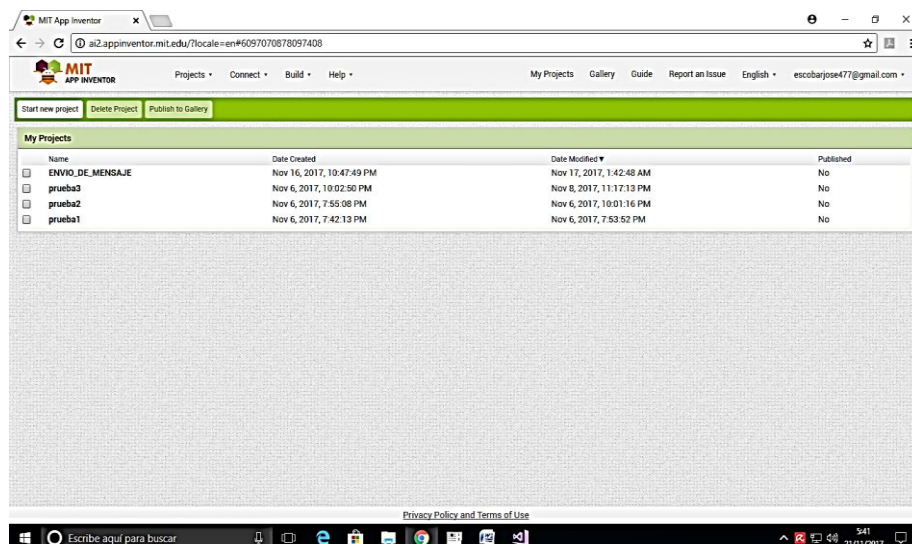 MIT App Inventor
ai2.appinventor.mit.edu/?locale=en#6097070878097408
MIT
APP INVENTOR
Projects
Connect
Build
Help
My Projects
Gallery
Guide
Report an Issue
English
escobarjose477@gmail.com
Start new project
Delete Project
Publish to Gallery
My Projects
Name Date Created Date Modified▼ Published
ENVIO_DE_MENSAJE Nov 16, 2017, 10:47:49 PM Nov 17, 2017, 1:42:48 AM No
prueba3 Nov 6, 2017, 10:02:50 PM Nov 8, 2017, 11:17:13 PM No
prueba2 Nov 6, 2017, 7:55:08 PM Nov 6, 2017, 10:01:16 PM No
prueba1 Nov 6, 2017, 7:42:13 PM Nov 6, 2017, 7:53:52 PM No
Privacy Policy and Terms of Use
Escribe aquí para buscar
5:41
21/11/2017